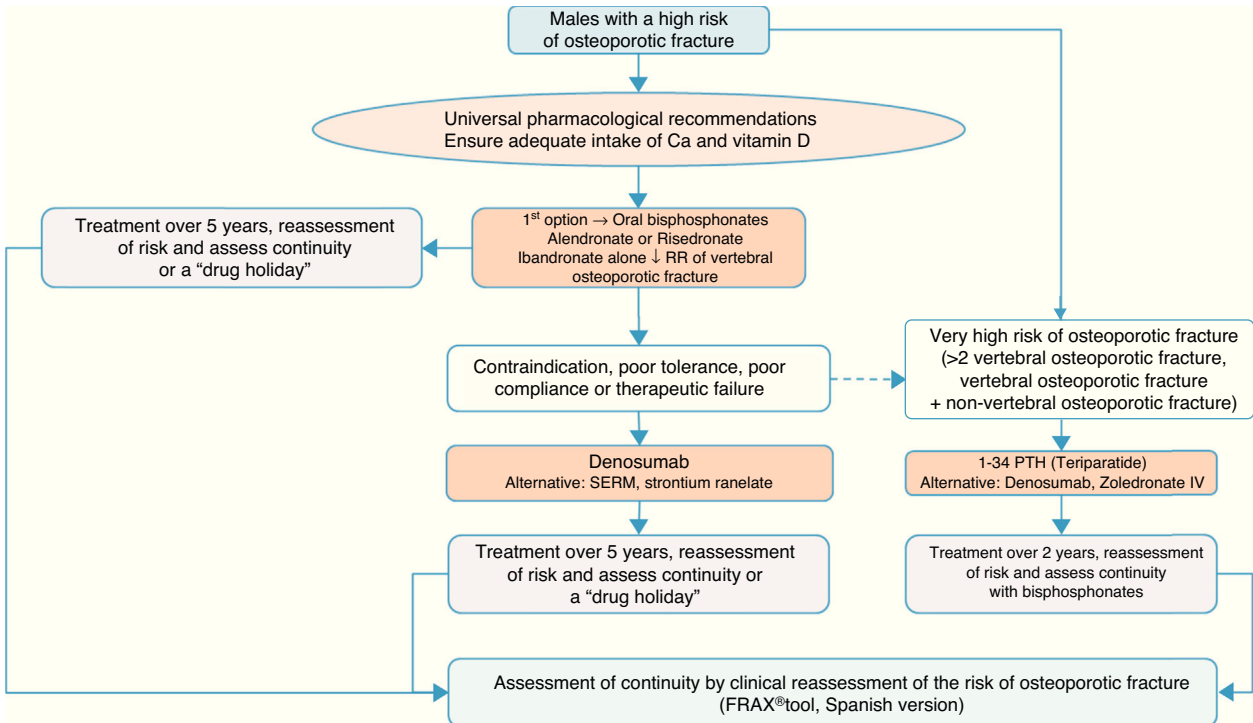 Males with a high risk
of osteoporotic fracture
Universal pharmacological recommendations
Ensure adequate intake of Ca and vitamin D
Treatment over 5 years, reassessment
of risk and assess continuity
or a “drug holiday”
1st option → Oral bisphosphonates
Alendronate or Risedronate
Ibandronate alone ↓ RR of vertebral
osteoporotic fracture
Contraindication, poor tolerance, poor
compliance or therapeutic failure
Very high risk of osteoporotic fracture
(>2 vertebral osteoporotic fracture,
vertebral osteoporotic fracture
+ non-vertebral osteoporotic fracture)
Denosumab
Alternative: SERM, strontium ranelate
1-34 PTH (Teriparatide)
Alternative: Denosumab, Zoledronate IV
Treatment over 5 years, reassessment
of risk and assess continuity or
a “drug holiday”
Treatment over 2 years, reassessment
of risk and assess continuity
with bisphosphonates
Assessment of continuity by clinical reassessment of the risk of osteoporotic fracture
(FRAX®tool, Spanish version)